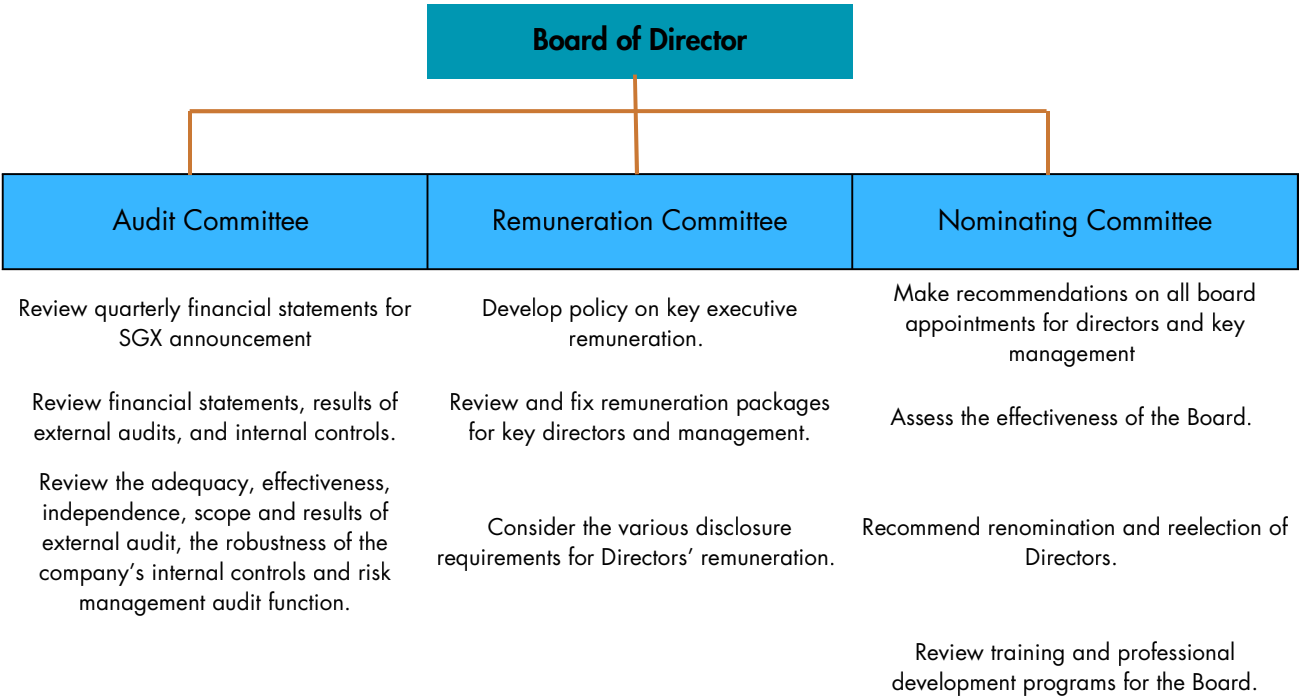 Board of Director
Audit Committee
Remuneration Committee
Nominating Committee
Review quarterly financial statements for
SGX announcement
Develop policy on key executive
remuneration.
Make recommendations on all board
appointments for directors and key
management
Review financial statements, results of
external audits, and internal controls.
Review and fix remuneration packages
for key directors and management.
Assess the effectiveness of the Board.
Review the adequacy, effectiveness,
independence, scope and results of
external audit, the robustness of the
company’s internal controls and risk
management audit function.
Consider the various disclosure
requirements for Directors’ remuneration.
Recommend renomination and reelection of
Directors.
Review training and professional
development programs for the Board.